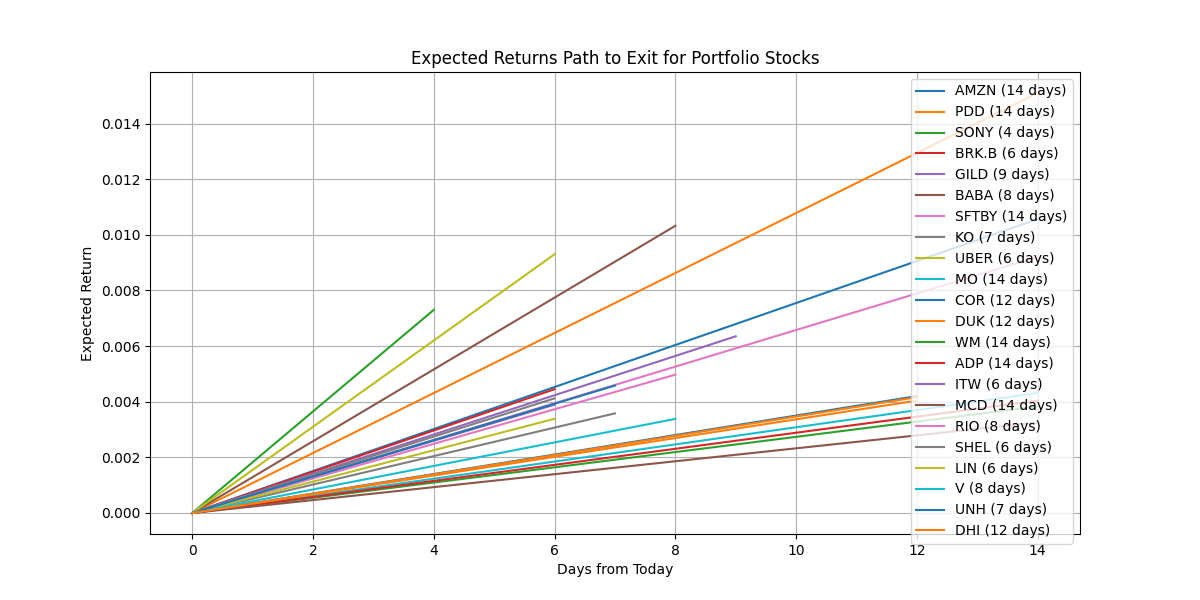 Expected Returns Path to Exit for Portfolio Stocks
Expected Return
0.014
0.012
0.010
0.008
0.006
0.004
0.002
0.000
0
2
4
6
8
10
12
14
Days from Today
AMZN (14 days)
PDD (14 days)
SONY (4 days)
BRK.B (6 days)
GILD (9 days)
BABA (8 days)
SFTBY (14 days)
KO (7 days)
UBER (6 days)
MO (14 days)
COR (12 days)
DUK (12 days)
WM (14 days)
ADP (14 days)
ITW (6 days)
MCD (14 days)
RIO (8 days)
SHEL (6 days)
LIN (6 days)
V (8 days)
UNH (7 days)
DHI (12 days)